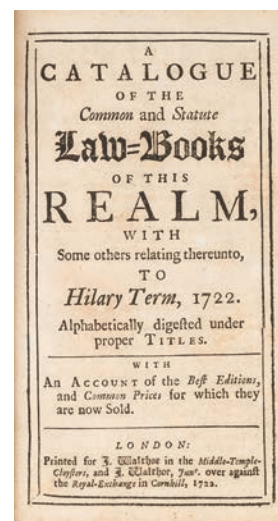 A
CATALOGUE
OF THE
Common and Statute
Law=Books
OF THIS
REALM,
WITH
Some others relating thereunto,
TO
Hilary Term, 1722.
Alphabetically digeſted under
proper TITLES.
WITH
An ACCOUNT of the Beſt Editions,
and Common Prices for which they
are now Sold.
LONDON:
Printed for J. Walthoe in the Middle-Temple-
Cloyſters, and J. Walthoe, Junr. over againſt
the Royal-Exchange in Cornhill, 1722.